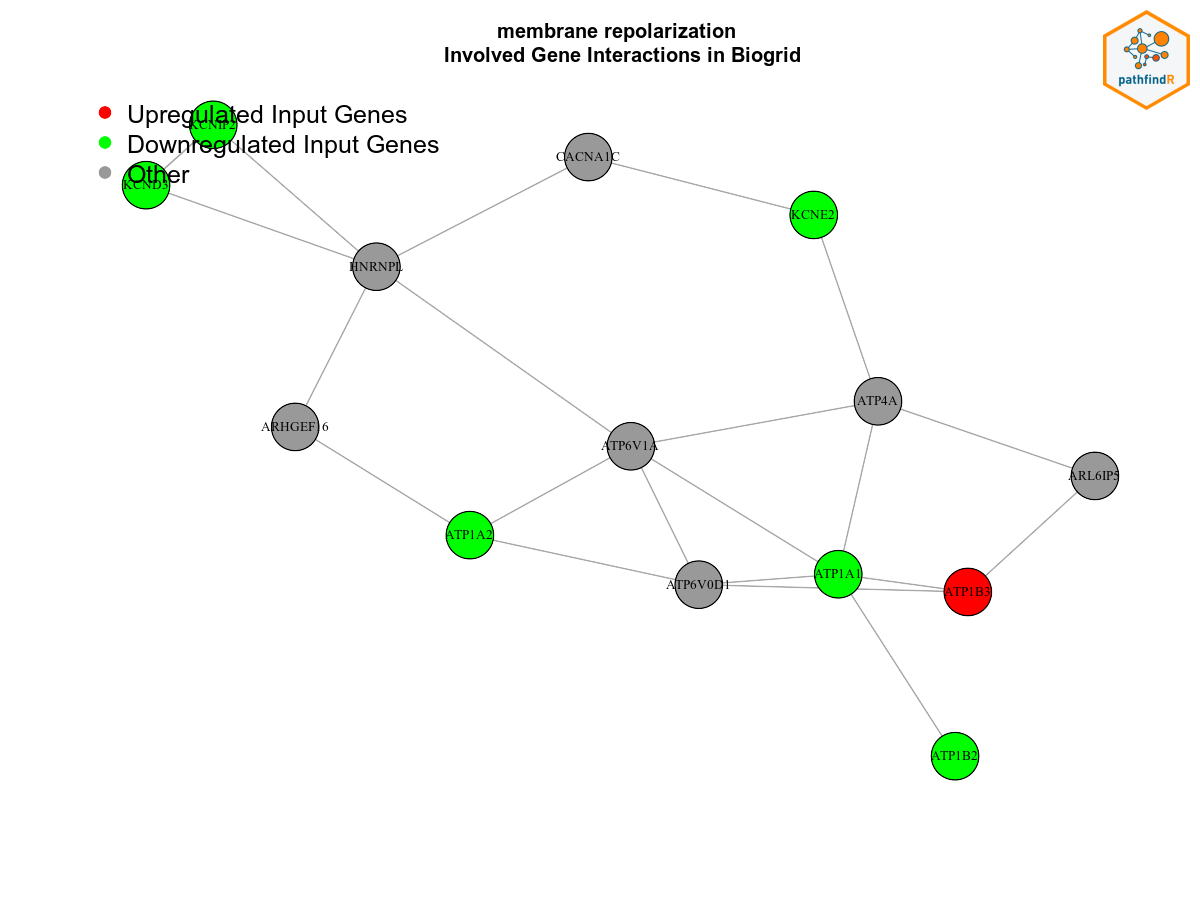 membrane repolarization
Involved Gene Interactions in Biogrid
pathfindR
Upregulated Input Genes
KCNIP2
Downregulated Input Genes
CACNA1C
Other
KCND3
KCNE2
HNRNPL
ATP4A
ARHGEF16
ATP6V1A
ARL6IP5
ATP1A2
ATP1A1
ATP6V0D1
ATP1B3
ATP1B2